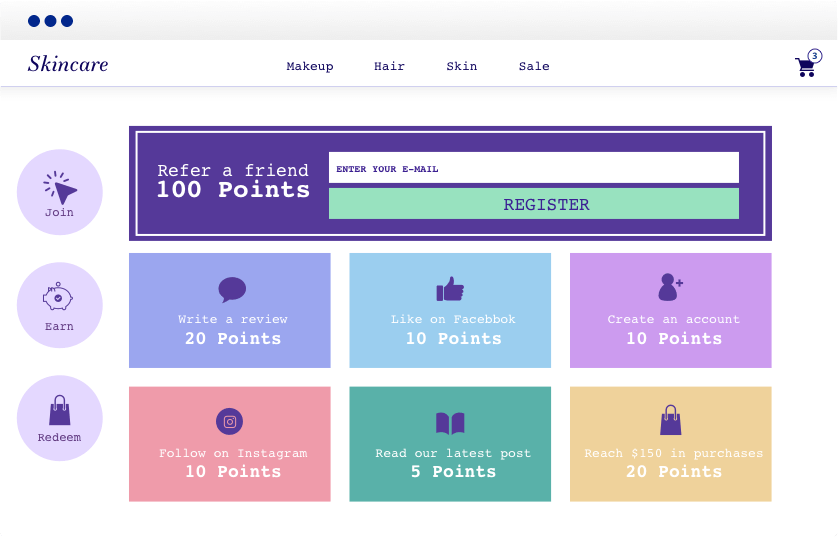 Skincare
Makeup Hair Skin Sale
3
Join
Earn
Redeem
Refer a friend
100 Points
ENTER YOUR E-MAIL
REGISTER
Write a review
20 Points
Like on Facebbok
10 Points
Create an account
10 Points
Follow on Instagram
10 Points
Read our latest post
5 Points
Reach $150 in purchases
20 Points